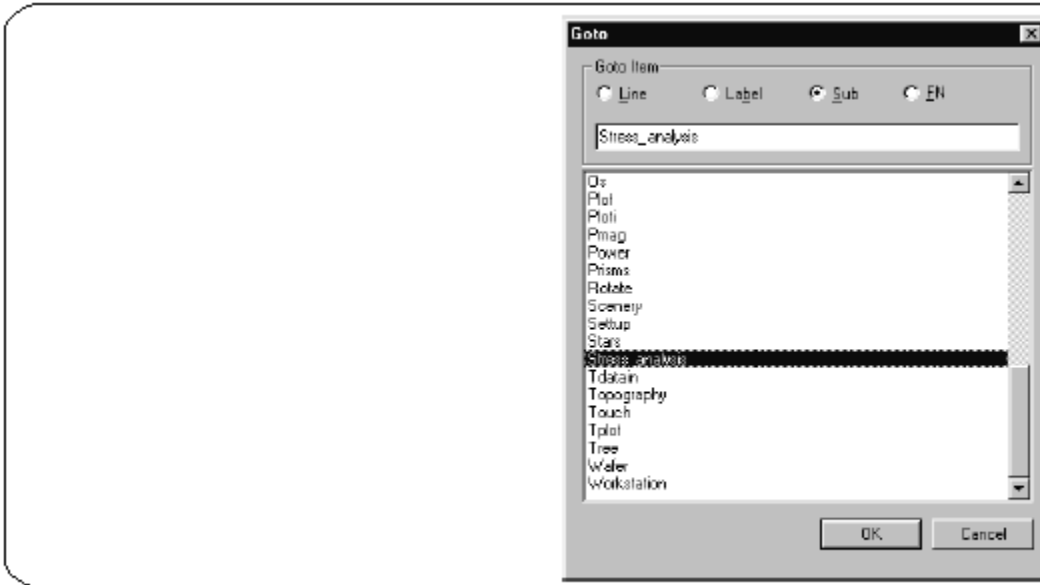 Goto
Goto Item
Line Label Sub FN
Stress_analysis
Os
Plot
Ploti
Pmag
Power
Prisms
Rotate
Scenery
Settup
Stars
Stress_analysis
Tdatain
Topography
Touch
Tplot
Tree
Wafer
Workstation
OK Cancel